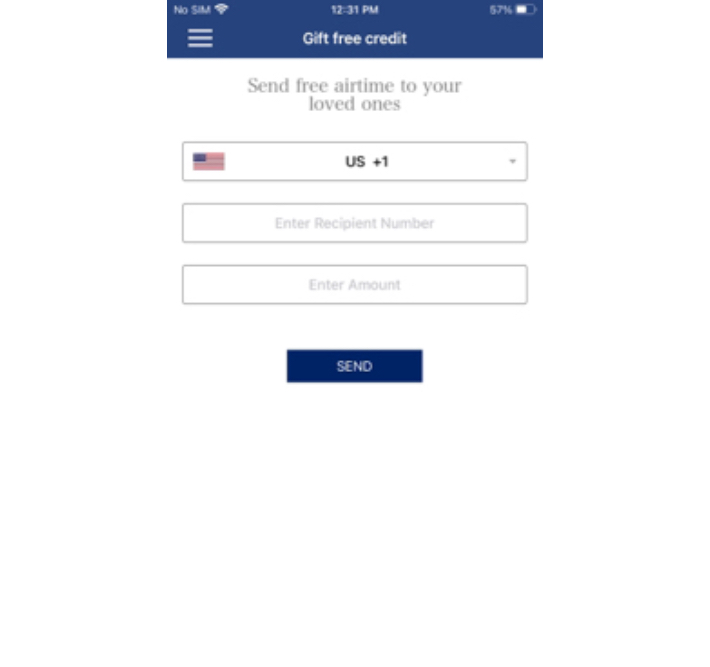 No SIM 12:31 PM 57%
Gift free credit
Send free airtime to your
loved ones
US +1
Enter Recipient Number
Enter Amount
SEND